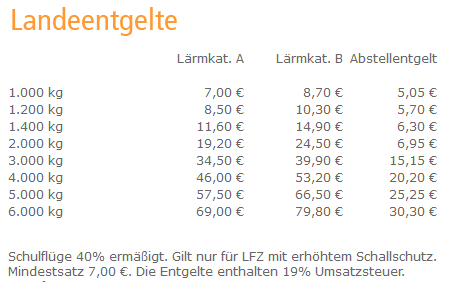 Landeentgelte
Lärmkat. A Lärmkat. B Abstellentgelt
1.000 kg 7,00 € 8,70 € 5,05 €
1.200 kg 8,50 € 10,30 € 5,70 €
1.400 kg 11,60 € 14,90 € 6,30 €
2.000 kg 19,20 € 24,50 € 6,95 €
3.000 kg 34,50 € 39,90 € 15,15 €
4.000 kg 46,00 € 53,20 € 20,20 €
5.000 kg 57,50 € 66,50 € 25,25 €
6.000 kg 69,00 € 79,80 € 30,30 €
Schulflüge 40% ermäßigt. Gilt nur für LFZ mit erhöhtem Schallschutz.
Mindestsatz 7,00 €. Die Entgelte enthalten 19% Umsatzsteuer.